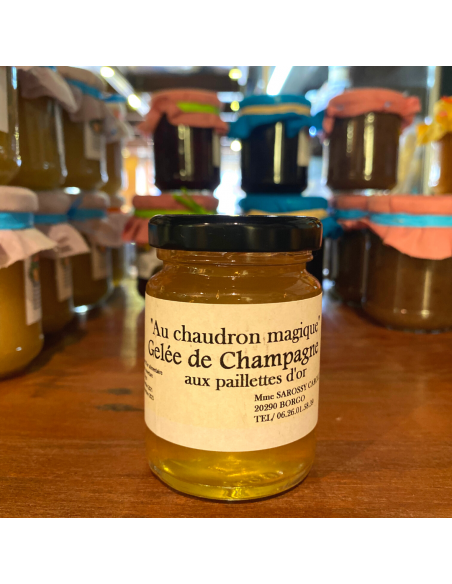 "Au chaudron magique"
Gelée de Champagne
aux paillettes d'or
Mme SAROSSY
20290 BORGO
TEL/ 06.26.01.58.59